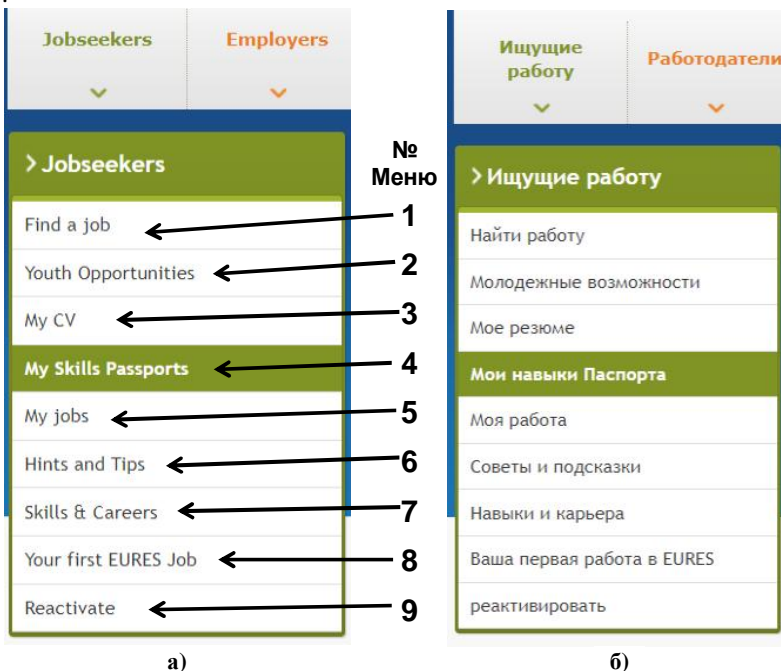 Jobseekers
Employers
> Jobseekers
Find a job
Youth Opportunities
My CV
My Skills Passports
My jobs
Hints and Tips
Skills & Careers
Your first EURES Job
Reactivate
а)
№
Меню
1
2
3
4
5
6
7
8
9
Ищущие
работу
Работодатели
> Ищущие работу
Найти работу
Молодежные возможности
Мое резюме
Мои навыки Паспорта
Моя работа
Советы и подсказки
Навыки и карьера
Ваша первая работа в EURES
реактивировать
б)